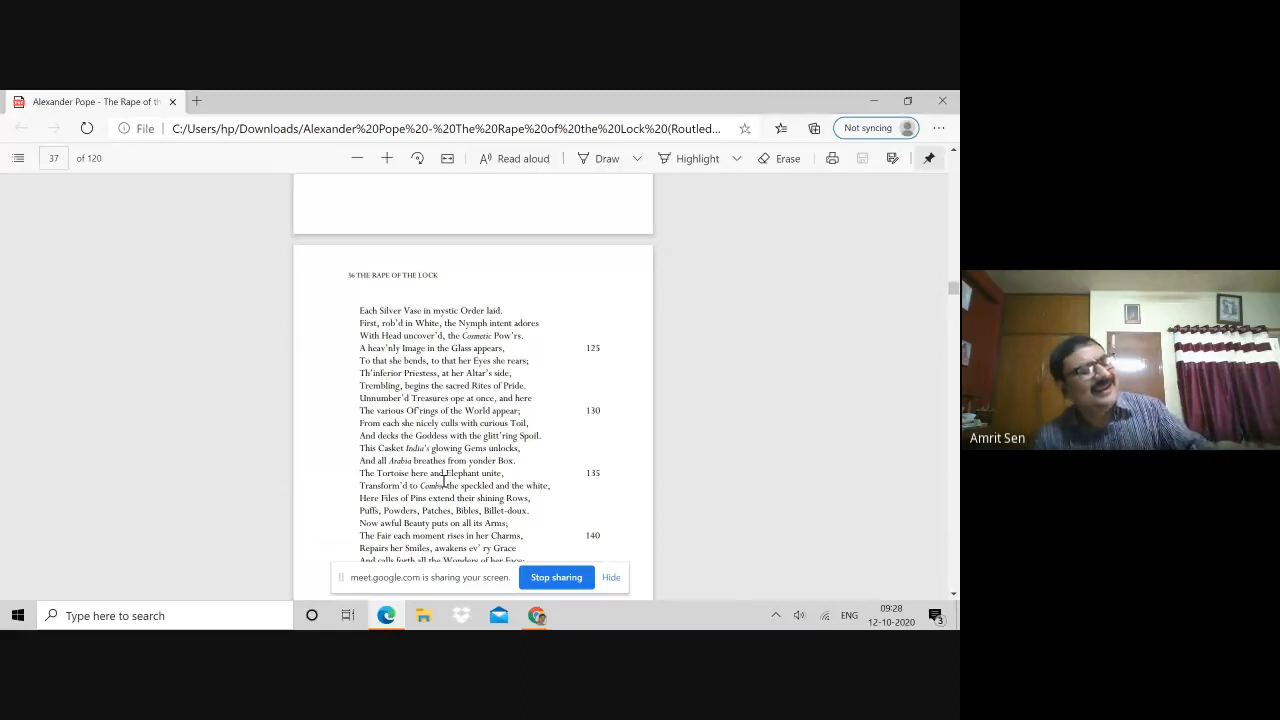 Alexander Pope - The Rape of th
File
C:/Users/hp/Downloads/Alexander%20Pope%20-%20The%20Rape%20of%20the%20Lock%20(Routled...
Not syncing
37 of 120
Read aloud
Draw
Highlight
Erase
36 THE RAPE OF THE LOCK
Each Silver Vase in mystic Order laid.
First, rob'd in White, the Nymph intent adores
With Head uncover'd, the Cosmetic Pow'rs.
A heav'nly Image in the Glass appears, 125
To that she bends, to that her Eyes she rears;
Th'inferior Priestess, at her Altar's side,
Trembling, begins the sacred Rites of Pride.
Unnumber'd Treasures ope at once, and here
The various Off'rings of the World appear; 130
From each she nicely culls with curious Toil,
And decks the Goddess with the glitt'ring Spoil.
This Casket India's glowing Gems unlocks,
And all Arabia breathes from yonder Box.
The Tortoise here and Elephant unite, 135
Transform'd to Combs, the speckled and the white,
Here Files of Pins extend their shining Rows,
Puffs, Powders, Patches, Bibles, Billet-doux.
Now awful Beauty puts on all its Arms;
The Fair each moment rises in her Charms, 140
Repairs her Smiles, awakens ev' ry Grace
And calls forth all the Wonders of her Face;
meet.google.com is sharing your screen.
Stop sharing
Hide
Amrit Sen
Type here to search
ENG
09:28
12-10-2020
3